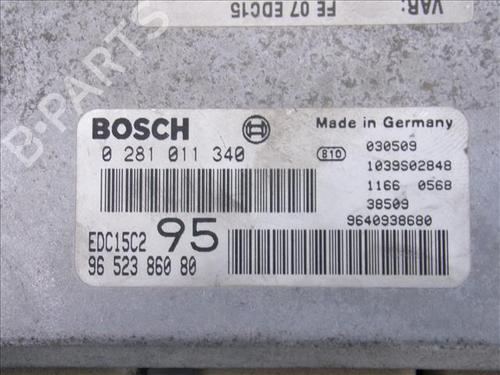 VAR:
FE 07 EDC15
B-PARTS
BOSCH
Made in Germany
0 281 011 340
810 030509
1039S02848
1166 0568
38509
9640938680
EDC15C2 95
96 523 860 80